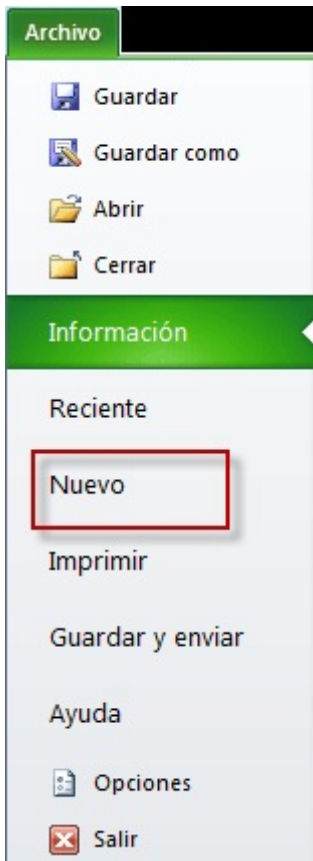 Archivo
Guardar
Guardar como
Abrir
Cerrar
Información
Reciente
Nuevo
Imprimir
Guardar y enviar
Ayuda
Opciones
Salir